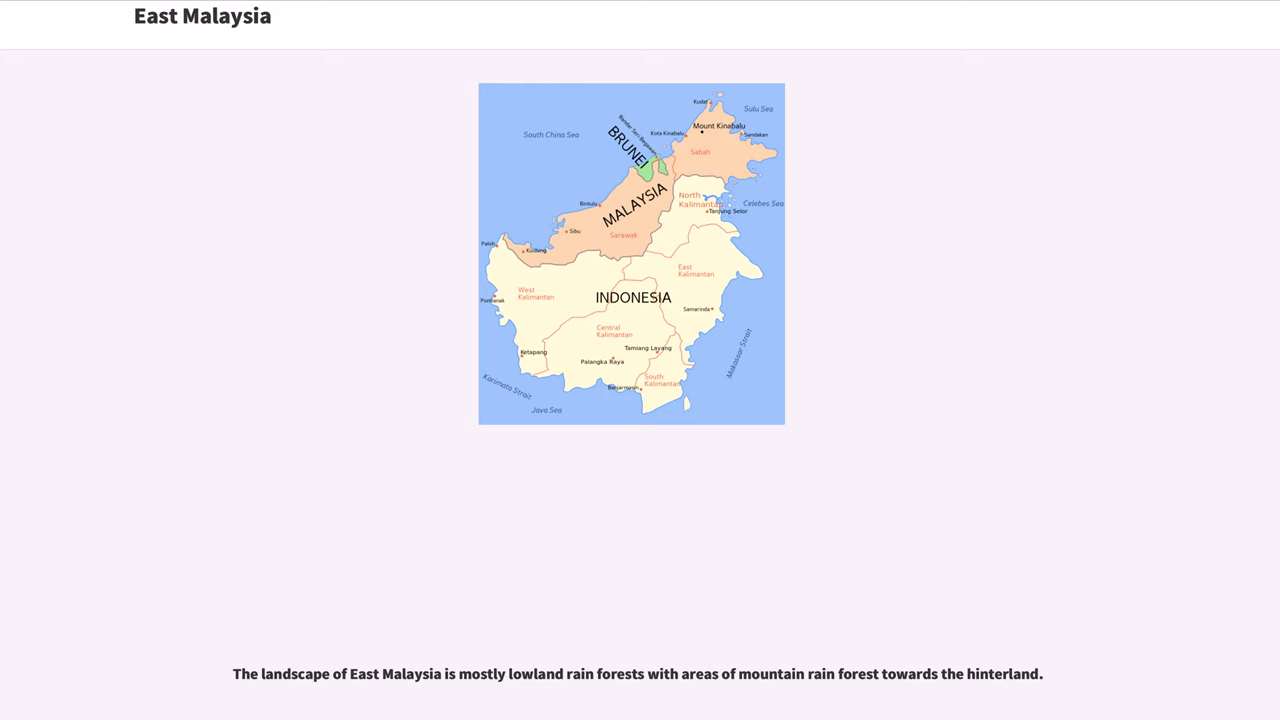 East Malaysia
Kudat
Sulu Sea
Bandar Seri Begawan
Mount Kinabalu
South China Sea
BRUNEI
Kota Kinabalu
Sandakan
Sabah
MALAYSIA
North
Kalimantan
Bintulu
Celebes Sea
Tanjung Selor
Sibu
Sarawak
Paloh
Kuching
East
Kalimantan
West
Kalimantan
INDONESIA
Pontianak
Samarinda
Central
Kalimantan
Makassar Strait
Tamiang Layang
Ketapang
Palangka Raya
South
Kalimantan
Karimata Strait
Banjarmasin
Java Sea
The landscape of East Malaysia is mostly lowland rain forests with areas of mountain rain forest towards the hinterland.